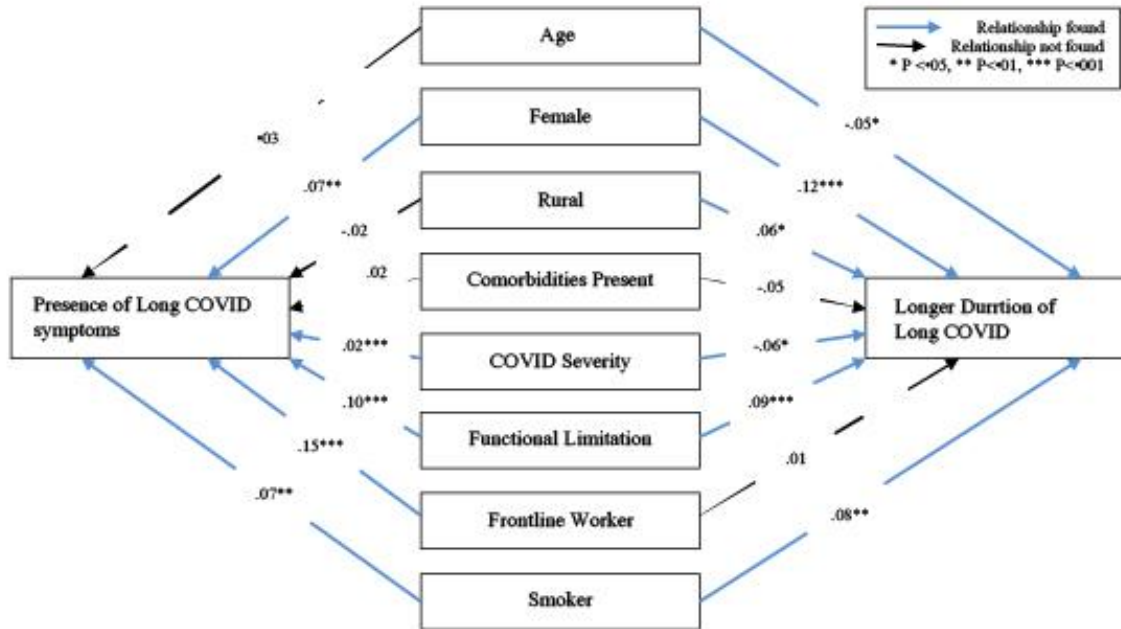 Age
Relationship found
Relationship not found
* P <•05, ** P<•01, *** P<•001
Female
•03
-.05*
.07**
.12***
Rural
-.02
.06*
Comorbidities Present
.02
-.05
Presence of Long COVID
symptoms
Longer Durrtion of
Long COVID
COVID Severity
.02***
-.06*
Functional Limitation
.10***
.09***
.15***
.01
Frontline Worker
.07**
.08**
Smoker